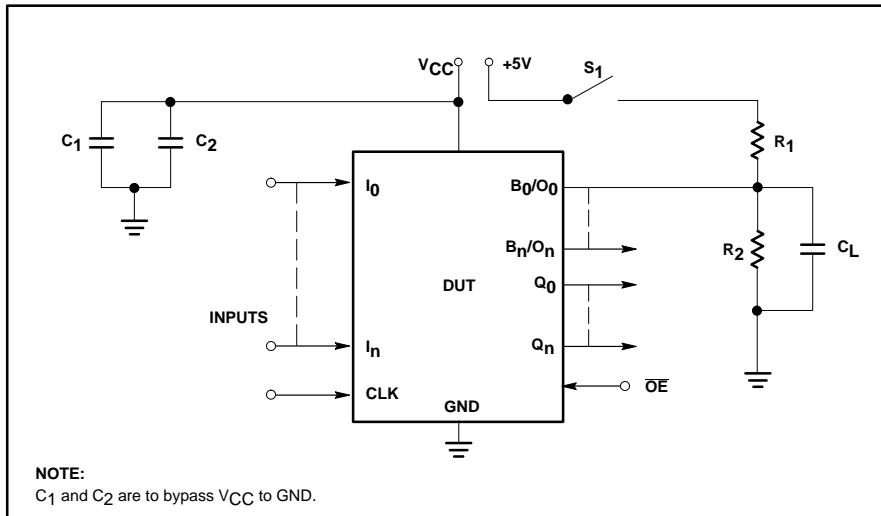 VCC
+5V
S1
C1
C2
R1
I0
B0/O0
Bn/On
R2
CL
DUT
Q0
INPUTS
In
Qn
CLK
OE
GND
NOTE:
C1 and C2 are to bypass VCC to GND.